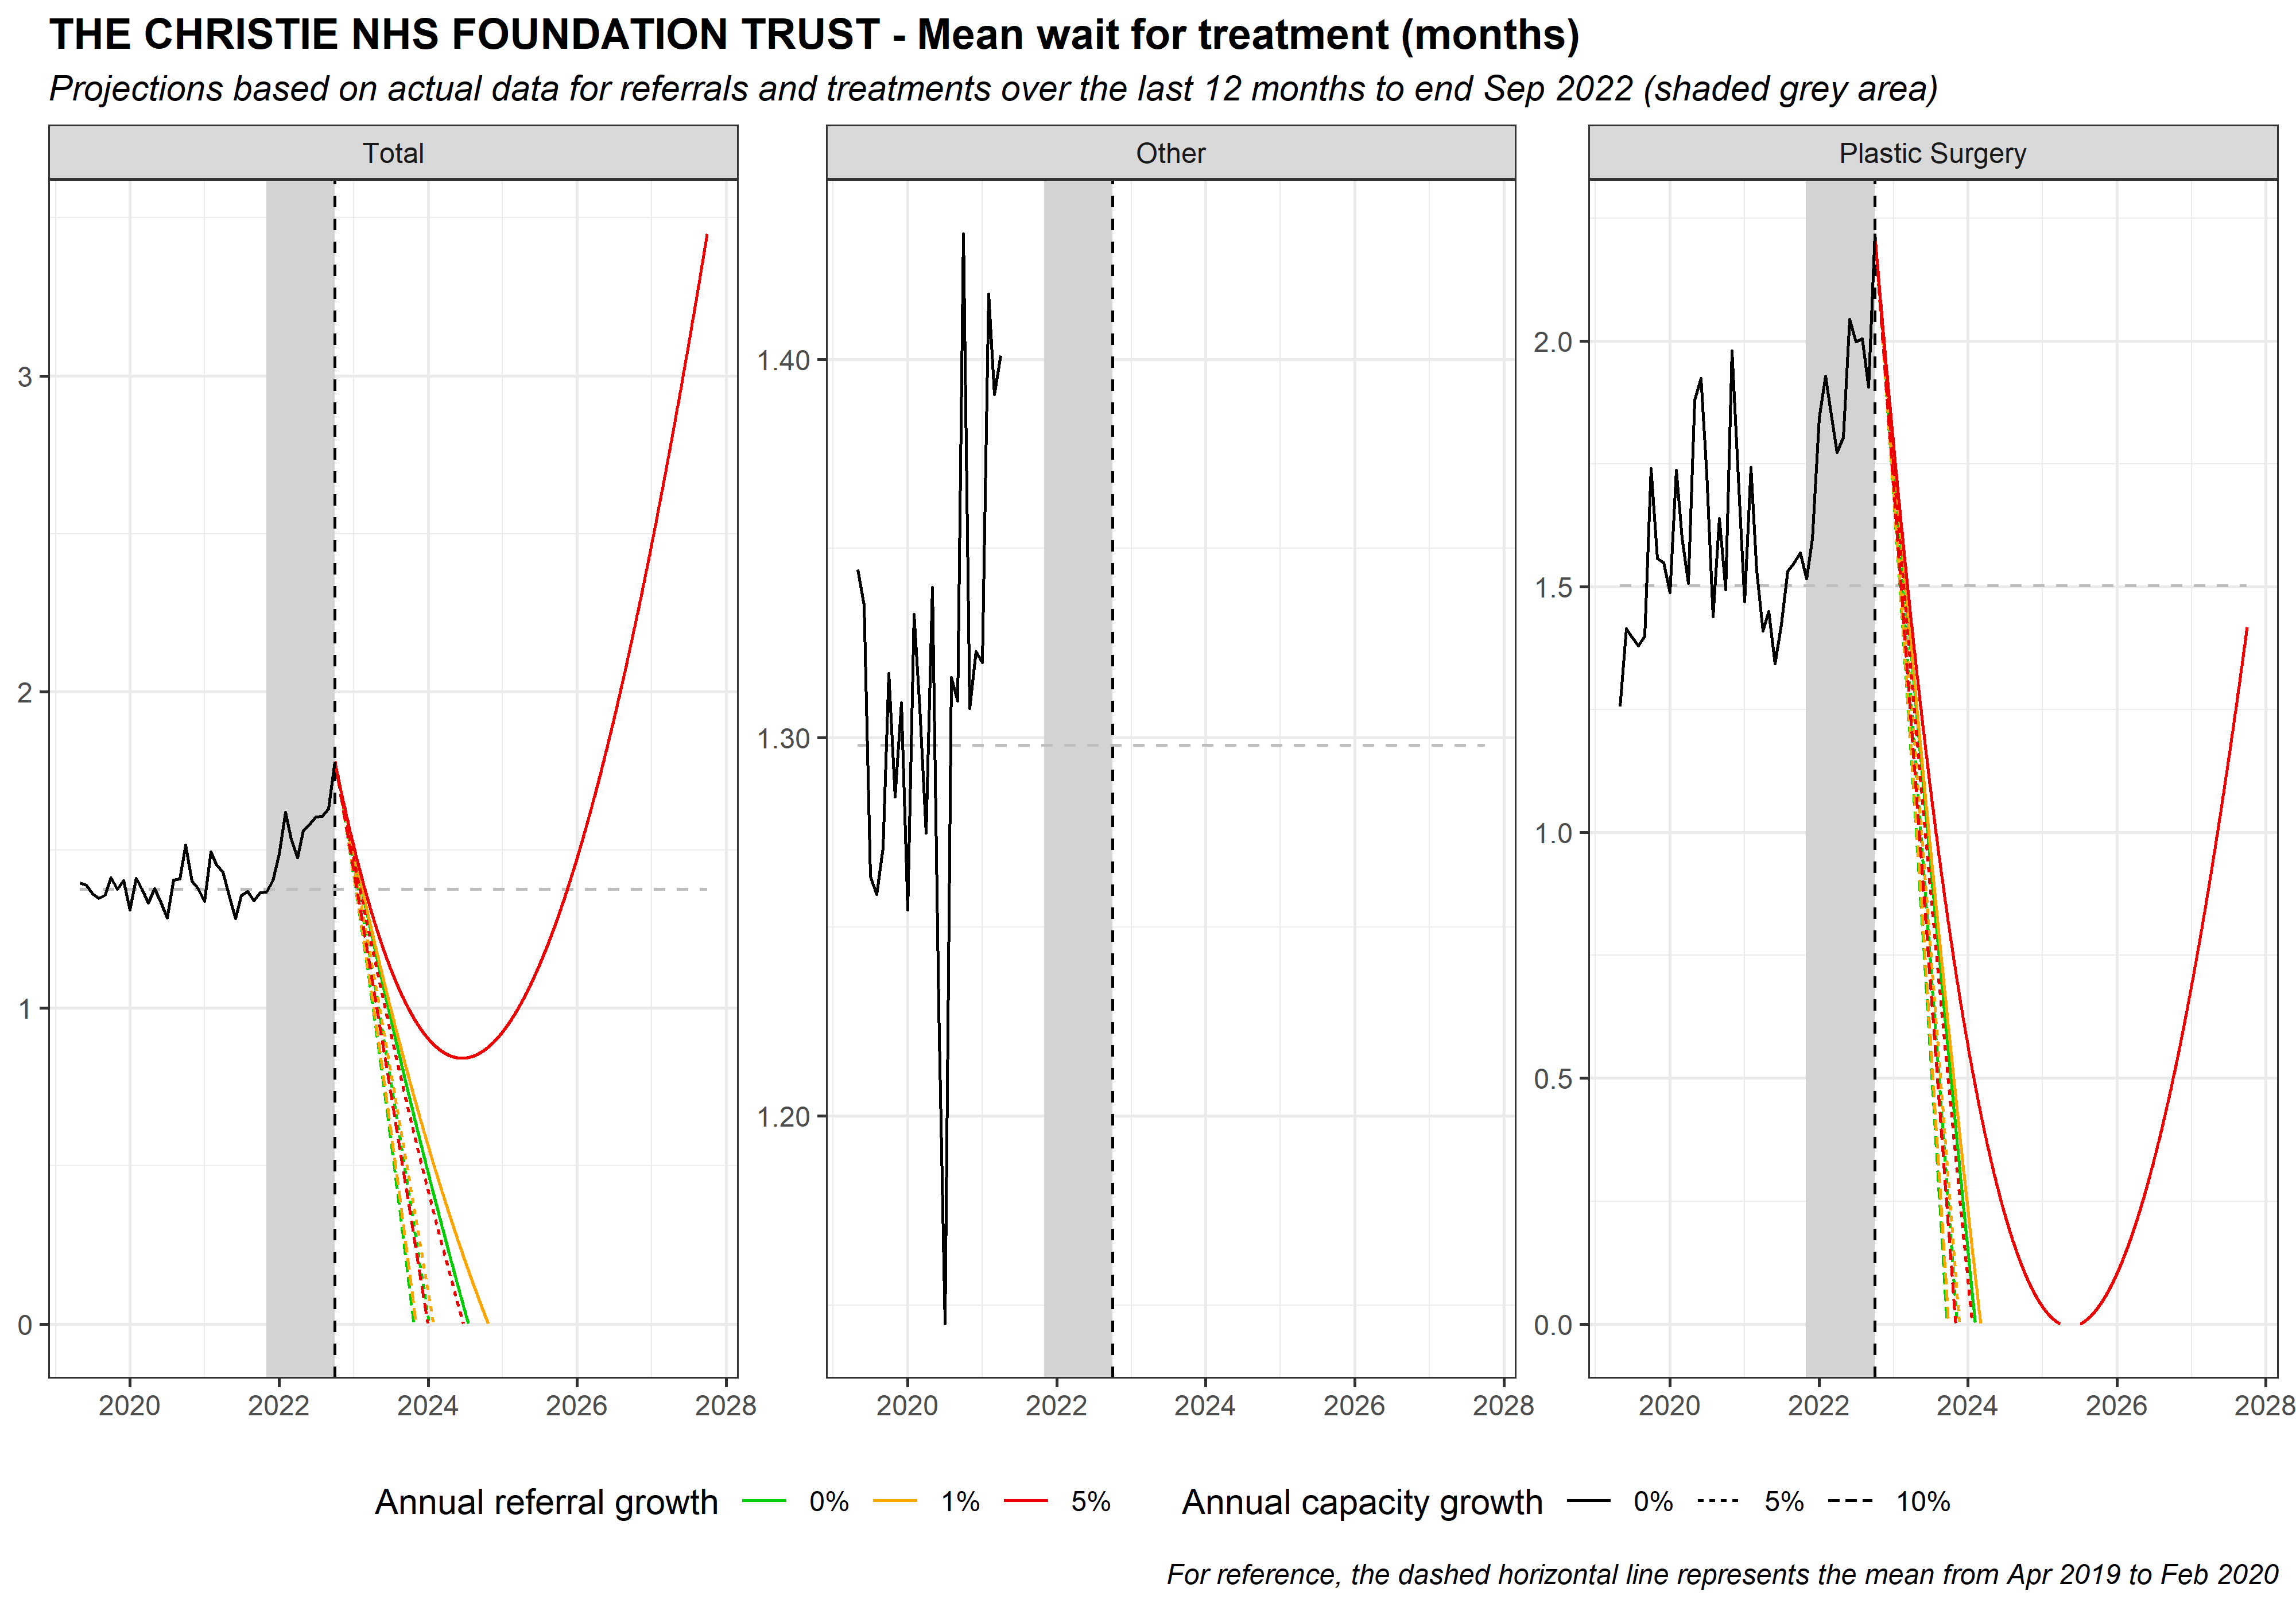 THE CHRISTIE NHS FOUNDATION TRUST - Mean wait for treatment (months)
Projections based on actual data for referrals and treatments over the last 12 months to end Sep 2022 (shaded grey area)
Total
Other
Plastic Surgery
3
2
1
0
1.40
1.30
1.20
2.0
1.5
1.0
0.5
0.0
2020 2022 2024 2026 2028
2020 2022 2024 2026 2028
2020 2022 2024 2026 2028
Annual referral growth 0% 1% 5%
Annual capacity growth 0% 5% 10%
For reference, the dashed horizontal line represents the mean from Apr 2019 to Feb 2020